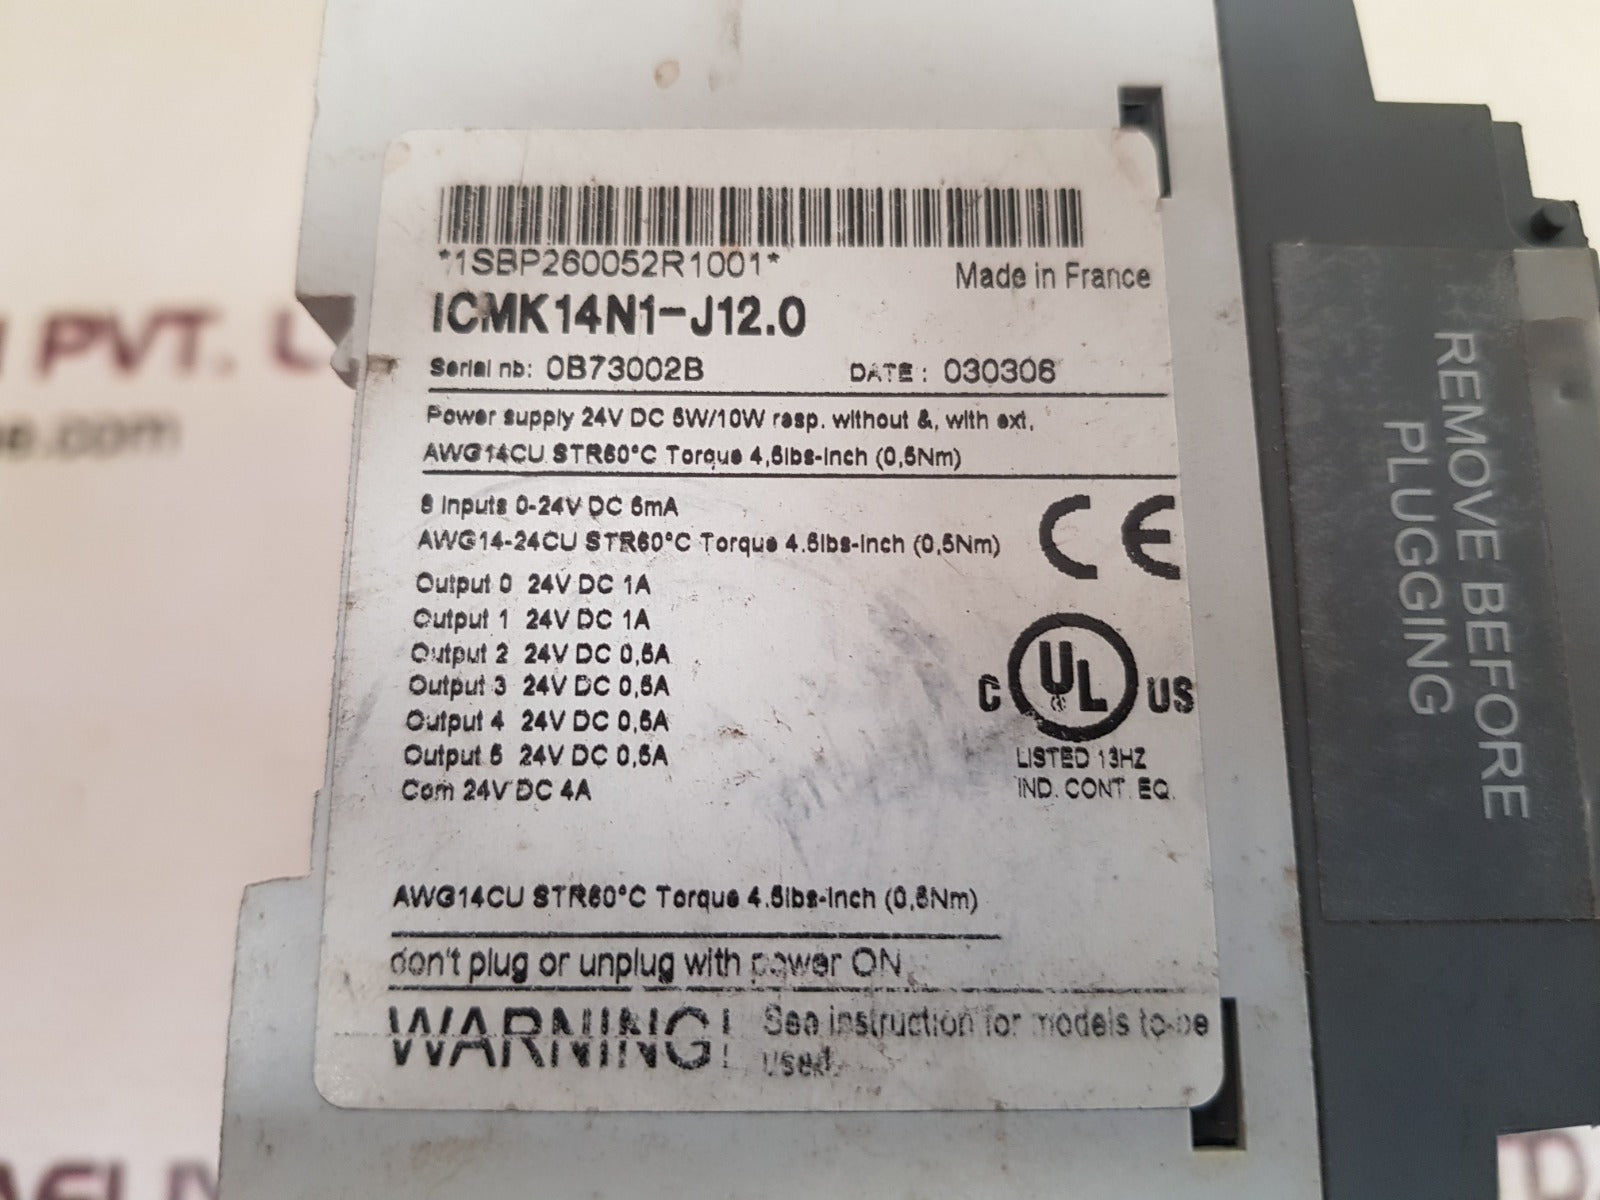 *1SBP260052R1001*
Made in France
ICMK14N1-J12.0
Serial nb: 0B73002B DATE: 030306
Power supply 24V DC 5W/10W resp. without &, with ext.
AWG14CU STR60°C Torque 4,5lbs-inch (0,5Nm)
8 Inputs 0-24V DC 5mA
AWG14-24CU STR60°C Torque 4.5lbs-inch (0,5Nm)
CE
Output 0 24V DC 1A
Output 1 24V DC 1A
Output 2 24V DC 0,5A
Output 3 24V DC 0,5A
Output 4 24V DC 0,5A
Output 5 24V DC 0,5A
Com 24V DC 4A
C UL US
LISTED 13HZ
IND. CONT. EQ.
AWG14CU STR60°C Torque 4.5lbs-inch (0,5Nm)
don't plug or unplug with power ON.
WARNING! See instruction for models to be
used.
REMOVE BEFORE
PLUGGING
PVT. L
.com